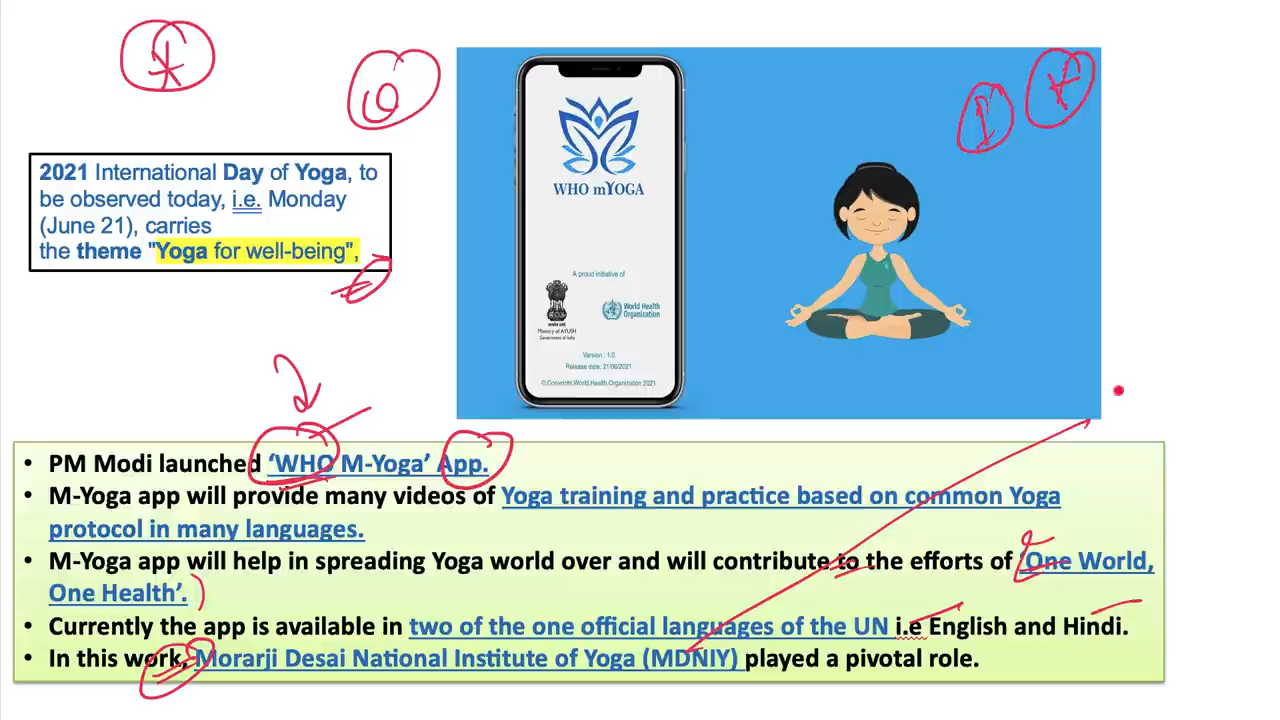 2021 International Day of Yoga, to
be observed today, i.e. Monday
(June 21), carries
the theme "Yoga for well-being",
WHO mYOGA
A proud initiative of
Ministry of AYUSH
Government of India
World Health
Organization
Version : 1.0
Release date: 21/06/2021
© Copyright World Health Organization 2021
• PM Modi launched ‘WHO M-Yoga’ App.
• M-Yoga app will provide many videos of Yoga training and practice based on common Yoga
protocol in many languages.
• M-Yoga app will help in spreading Yoga world over and will contribute to the efforts of ‘One World,
One Health’.
• Currently the app is available in two of the one official languages of the UN i.e English and Hindi.
• In this work, Morarji Desai National Institute of Yoga (MDNIY) played a pivotal role.